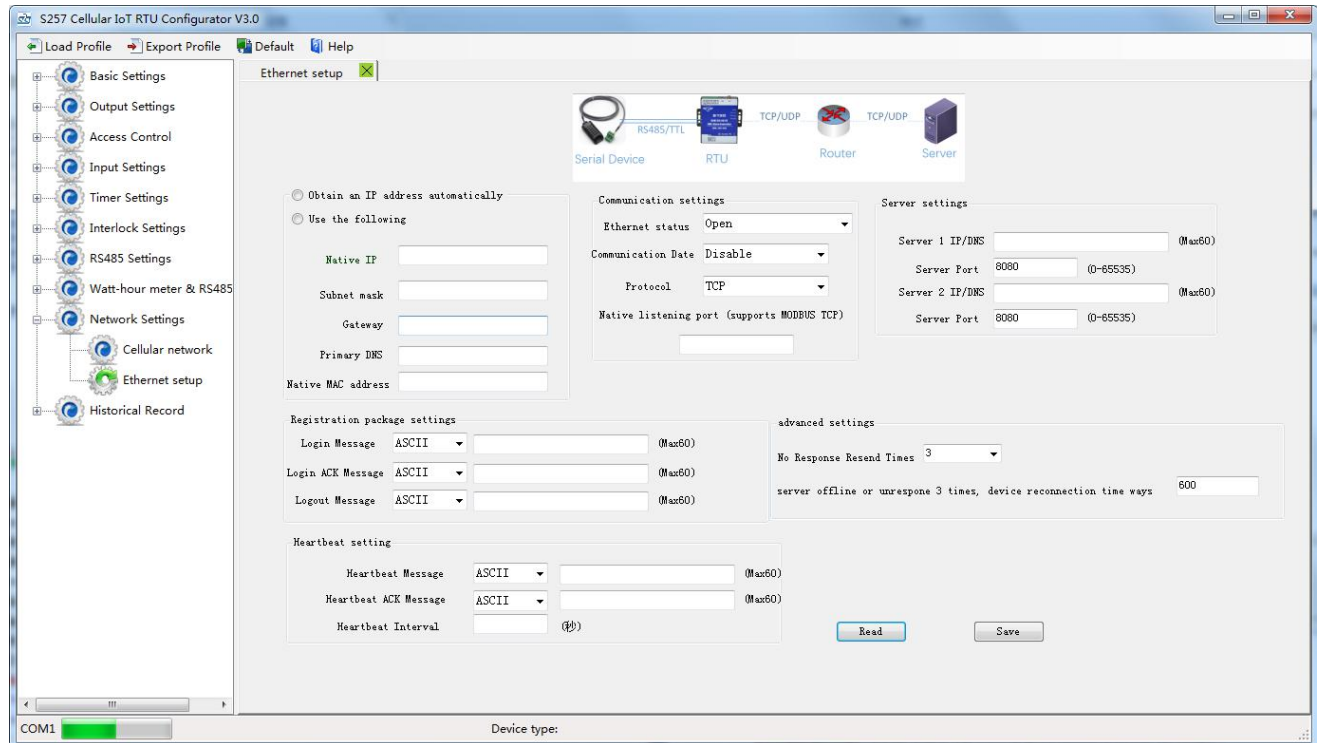 S257 Cellular IoT RTU Configurator V3.0
Load Profile Export Profile Default Help
Basic Settings
Output Settings
Access Control
Input Settings
Timer Settings
Interlock Settings
RS485 Settings
Watt-hour meter & RS485
Network Settings
Cellular network
Ethernet setup
Historical Record
Ethernet setup
RS485/TTL TCP/UDP TCP/UDP
Serial Device RTU Router Server
Obtain an IP address automatically
Use the following
Native IP
Subnet mask
Gateway
Primary DNS
Native MAC address
Communication settings
Ethernet status Open
Communication Date Disable
Protocol TCP
Native listening port (supports MODBUS TCP)
Server settings
Server 1 IP/DNS (Max60)
Server Port 8080 (0-65535)
Server 2 IP/DNS (Max60)
Server Port 8080 (0-65535)
Registration package settings
Login Message ASCII (Max60)
Login ACK Message ASCII (Max60)
Logout Message ASCII (Max60)
advanced settings
No Response Resend Times 3
server offline or unrespone 3 times, device reconnection time ways 600
Heartbeat setting
Heartbeat Message ASCII (Max60)
Heartbeat ACK Message ASCII (Max60)
Heartbeat Interval (秒)
Read Save
COM1 Device type: